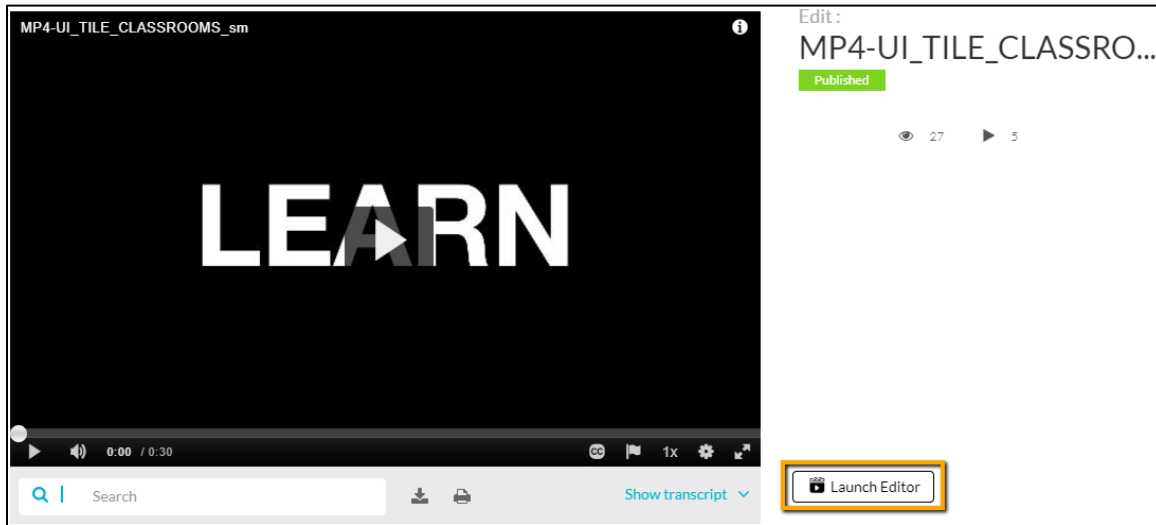 MP4-UI_TILE_CLASSROOMS_sm
Edit :
MP4-UI_TILE_CLASSRO...
Published
27 5
LEARN
0:00 / 0:30
CC 1x
Search
Show transcript
Launch Editor